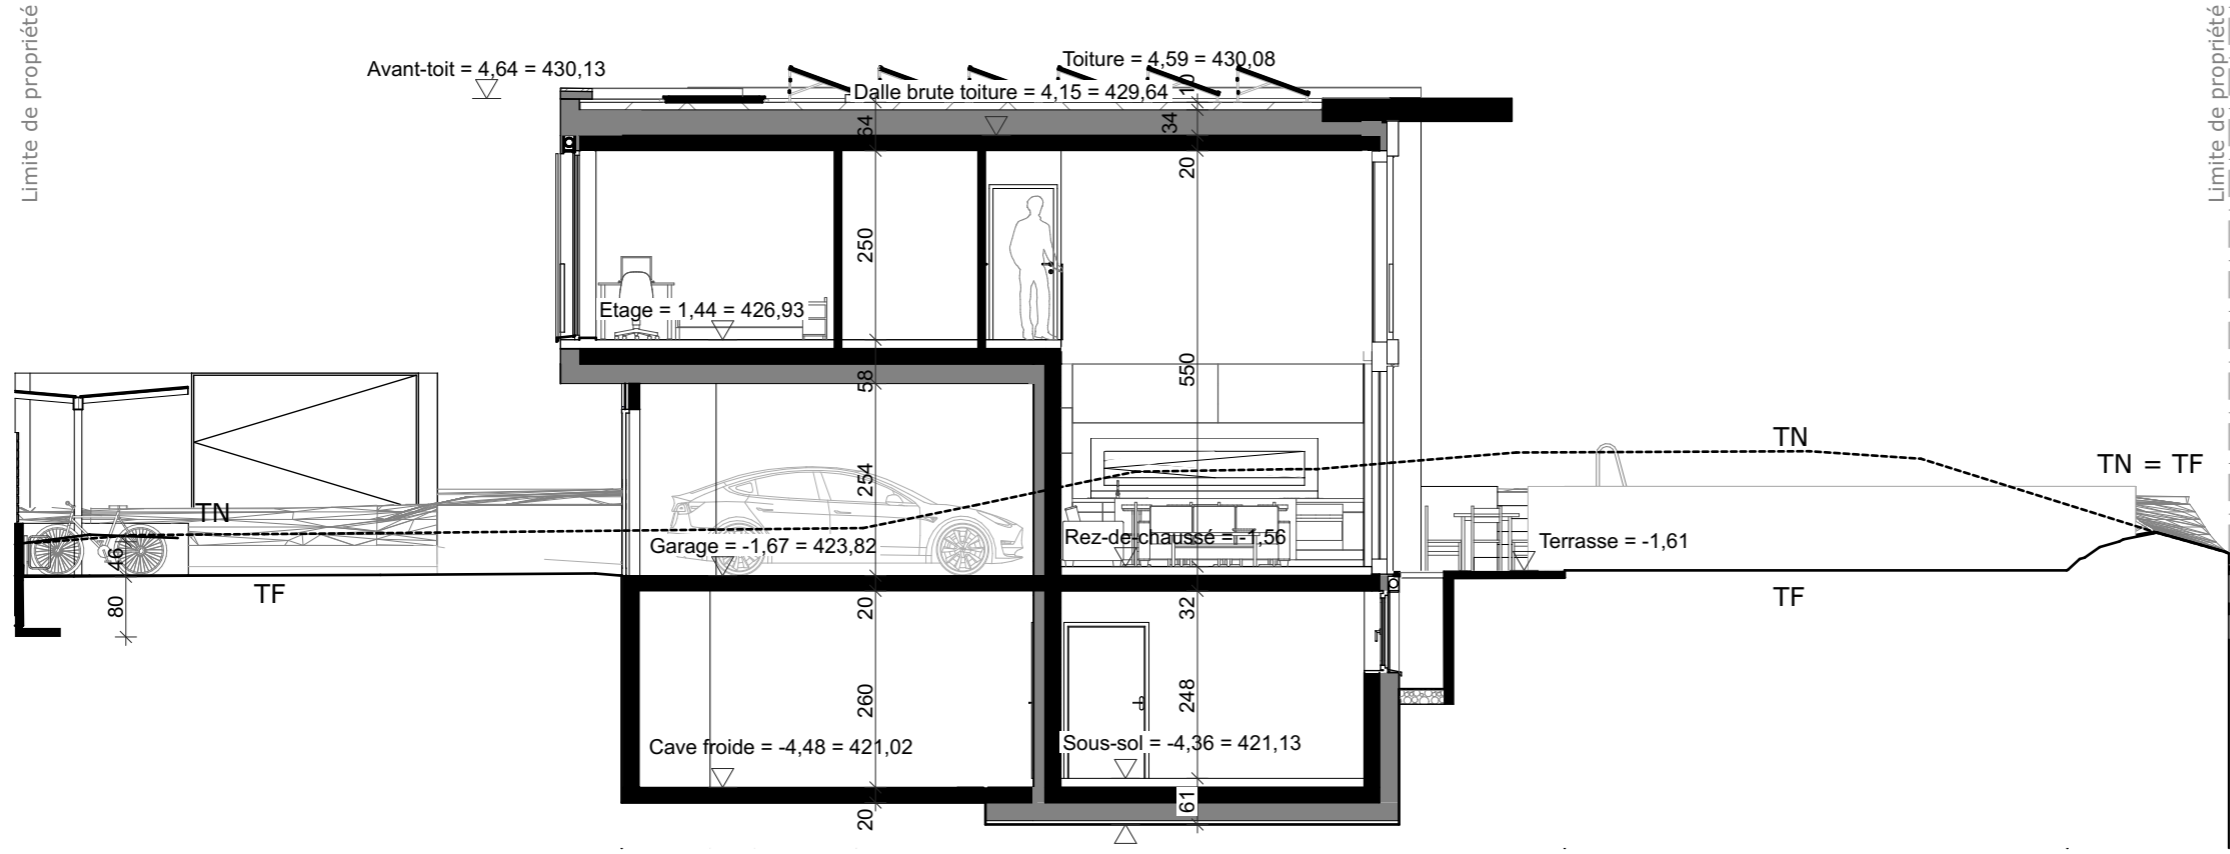 Limite de propriété
Limite de propriété
Avant-toit = 4,64 = 430,13
Toiture = 4,59 = 430,08
10
Dalle brute toiture = 4,15 = 429,64
64
34
20
250
Etage = 1,44 = 426,93
550
58
254
TN
TN
TN = TF
Garage = -1,67 = 423,82
Rez-de-chaussé = -1,56
Terrasse = -1,61
46
80
TF
TF
20
32
260
248
Cave froide = -4,48 = 421,02
Sous-sol = -4,36 = 421,13
20
61